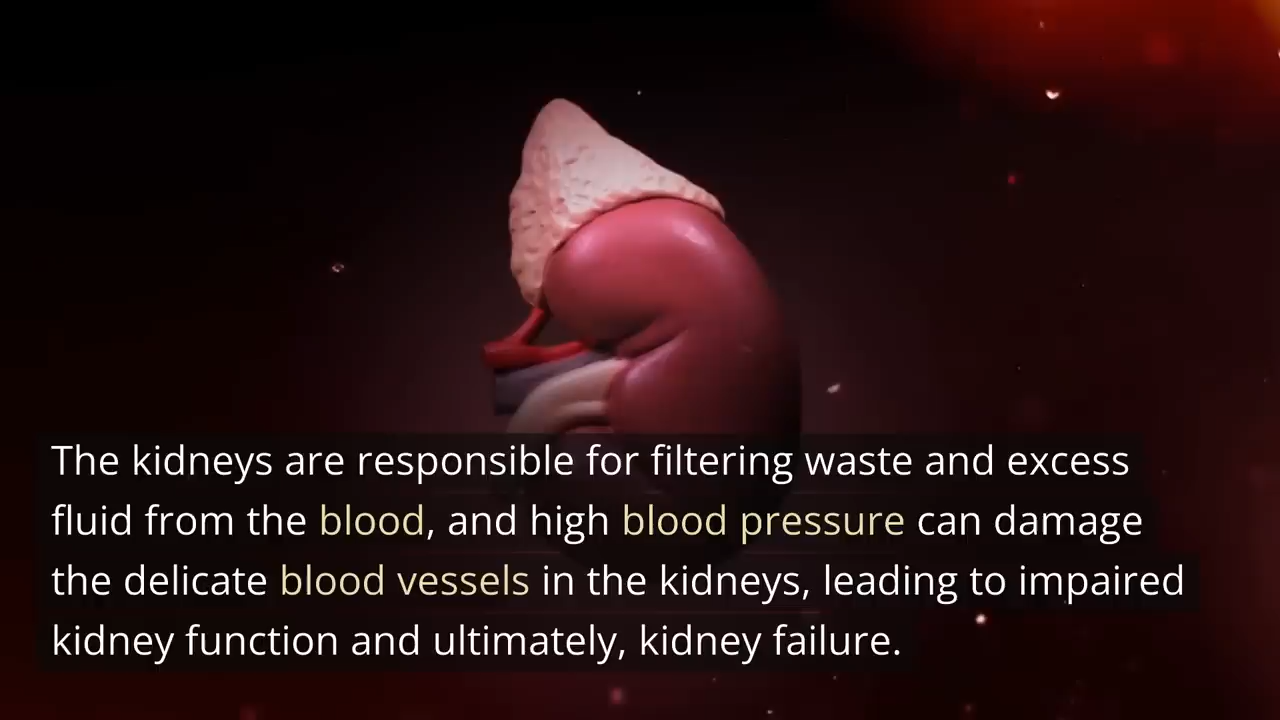 The kidneys are responsible for filtering waste and excess
fluid from the blood, and high blood pressure can damage
the delicate blood vessels in the kidneys, leading to impaired
kidney function and ultimately, kidney failure.